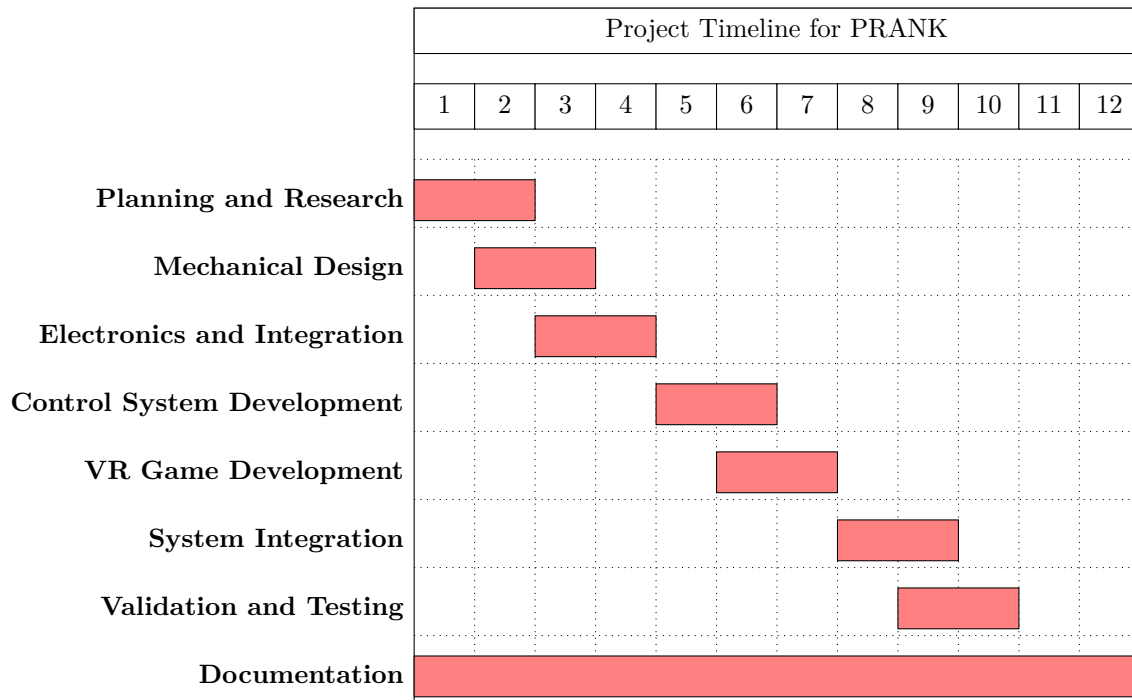 Project Timeline for PRANK
1 2 3 4 5 6 7 8 9 10 11 12
Planning and Research
Mechanical Design
Electronics and Integration
Control System Development
VR Game Development
System Integration
Validation and Testing
Documentation